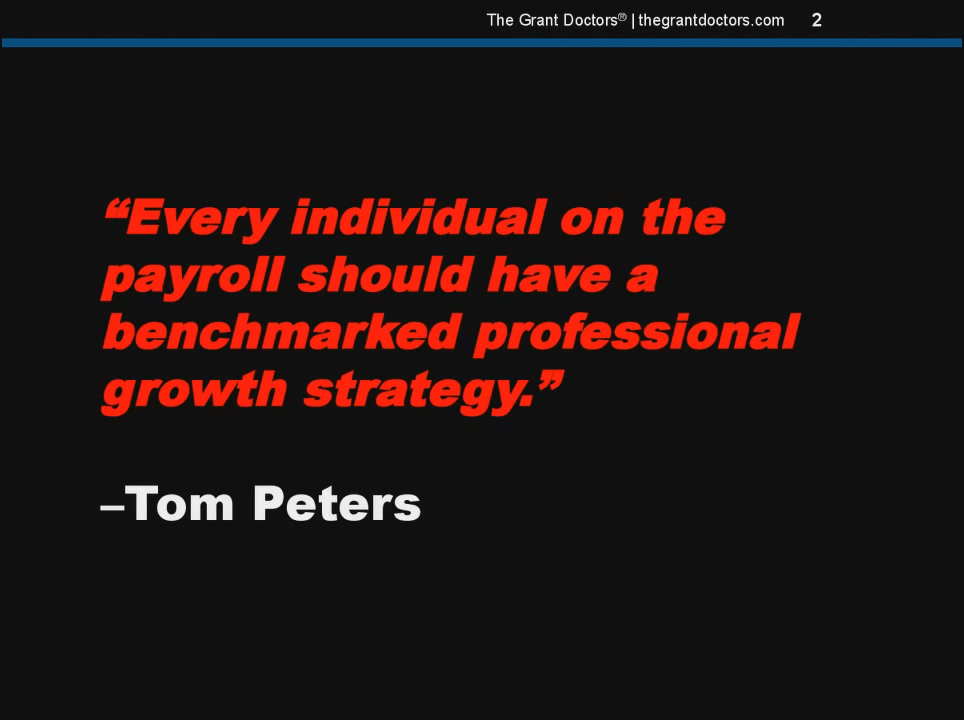 The Grant Doctors® | thegrantdoctors.com 2
“Every individual on the
payroll should have a
benchmarked professional
growth strategy.”
–Tom Peters